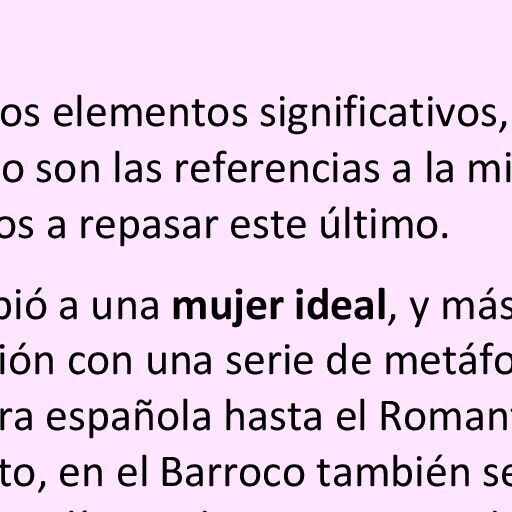 os elementos significativos,
o son las referencias a la mi
os a repasar este último.
bió a una mujer ideal, y más
ión con una serie de metáfo
ra española hasta el Roman
to, en el Barroco también se